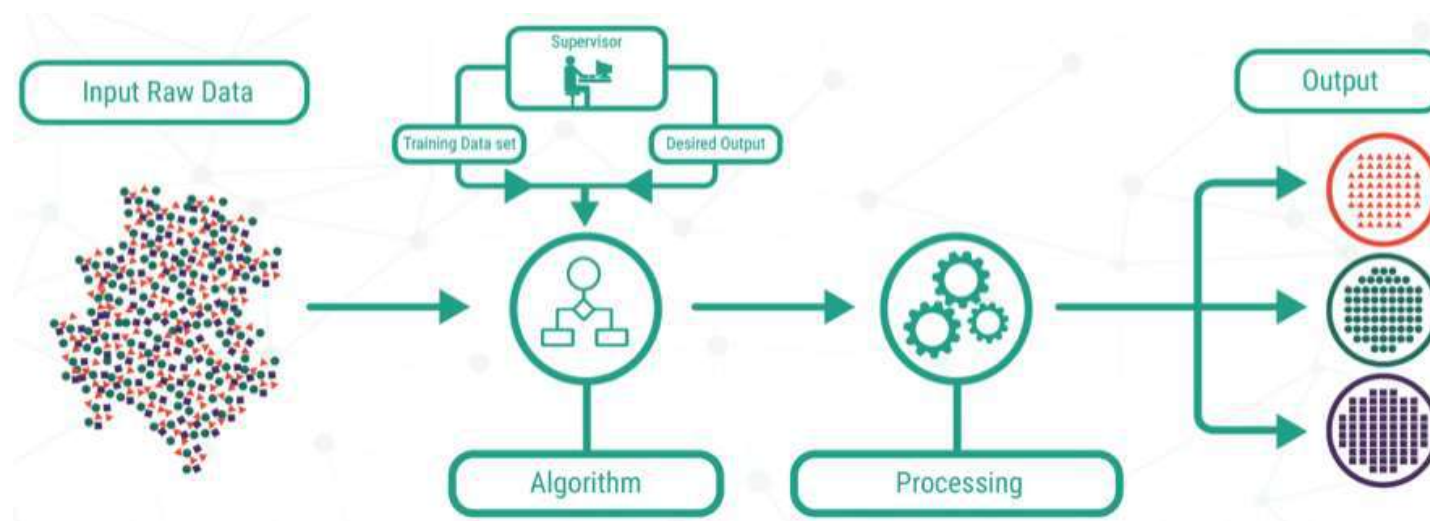 Input Raw Data
Supervisor
Training Data set
Desired Output
Output
Algorithm
Processing